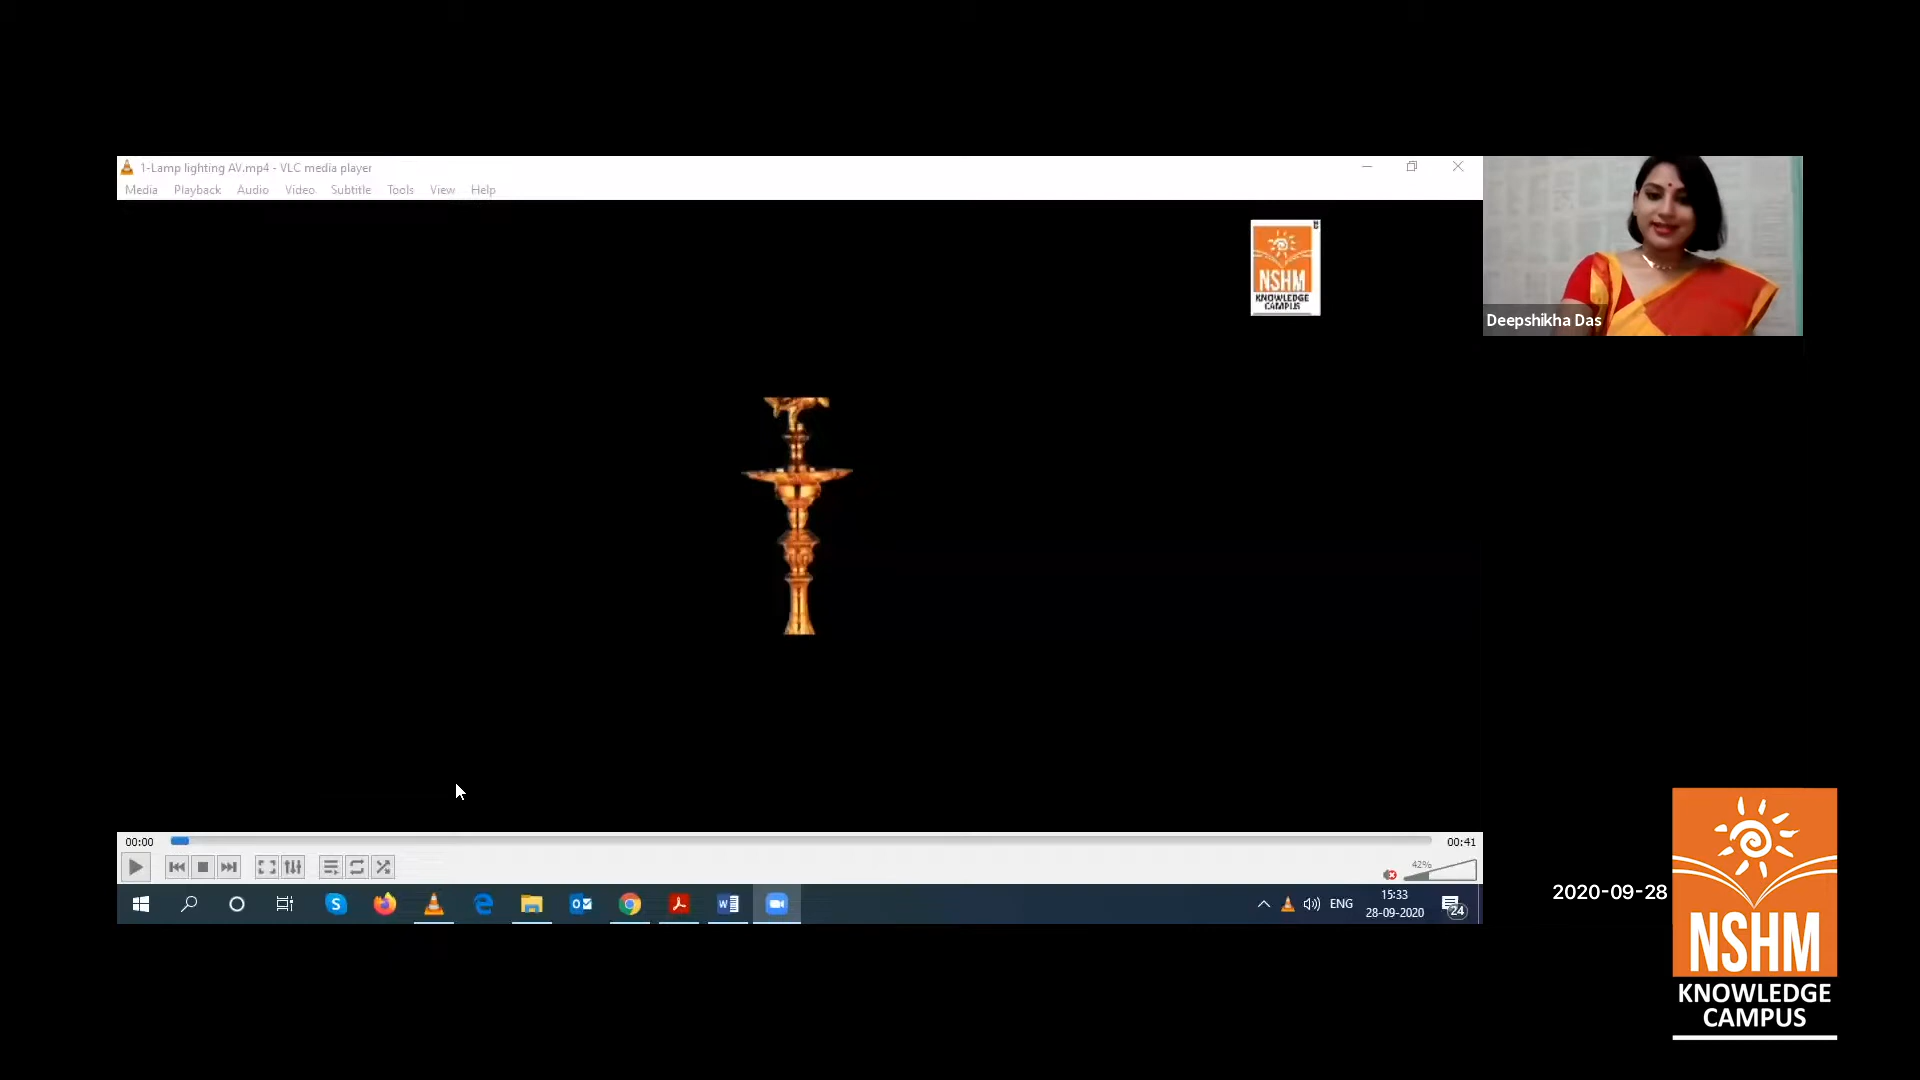 1-Lamp lighting AV.mp4 - VLC media player
Media Playback Audio Video Subtitle Tools View Help
NSHM
KNOWLEDGE
CAMPUS
Deepshikha Das
00:00
00:41
42%
15:33
ENG
28-09-2020
24
2020-09-28
NSHM
KNOWLEDGE
CAMPUS